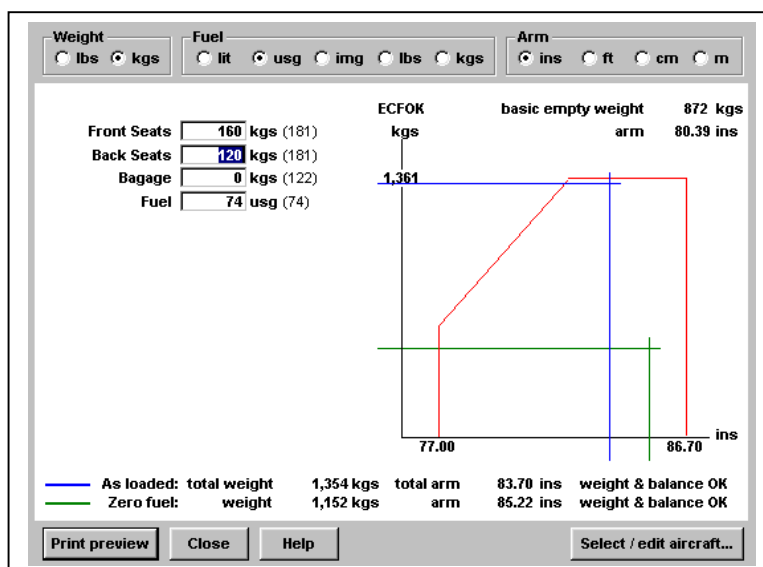 Weight Fuel Arm
lbs kgs lit usg img lbs kgs ins ft cm m
ECFOK basic empty weight 872 kgs
Front Seats 160 kgs (181) kgs arm 80.39 ins
Back Seats 120 kgs (181)
Bagage 0 kgs (122) 1,361
Fuel 74 usg (74)
ins
77.00 86.70
As loaded: total weight 1,354 kgs total arm 83.70 ins weight & balance OK
Zero fuel: weight 1,152 kgs arm 85.22 ins weight & balance OK
Print preview Close Help Select / edit aircraft...